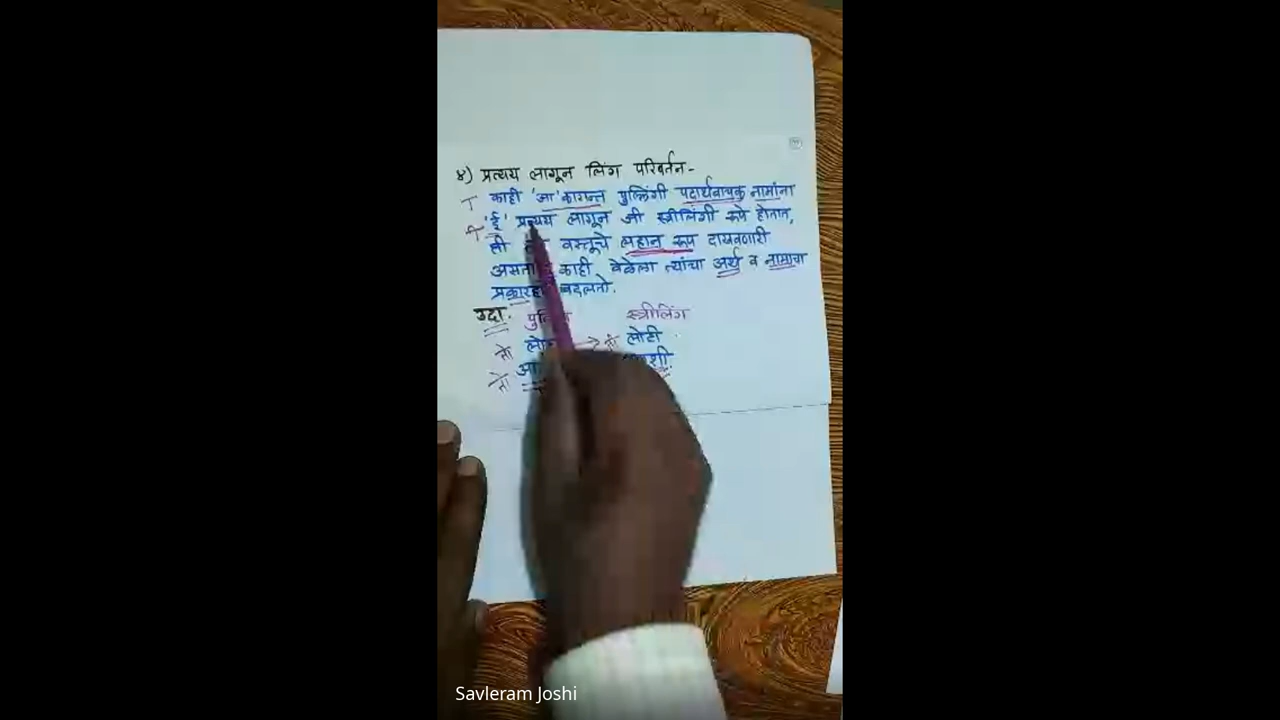 ४) प्रत्यय लागून लिंग परिवर्तन-
काही 'आ'कारान्त पुल्लिंगी पदार्थवाचक नामांना
'ई' प्रत्यय लागून जी स्त्रीलिंगी रूपे होतात,
ती वस्तूचे लहान रूप दाखवणारी
काही वेळेला त्यांचा अर्थ व नामाचा
बदलतो.
उदा. स्त्रीलिंग
तो ती लोटी
तो
Savleram Joshi